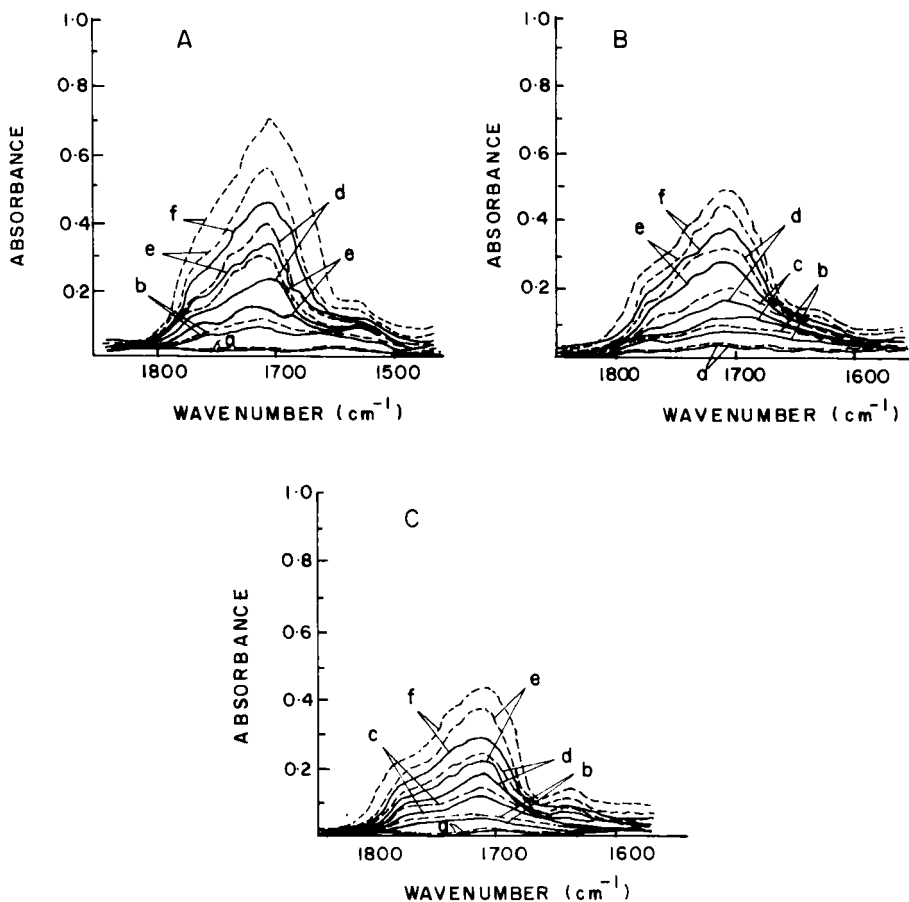 A
1·0
0·8
0·6
0·4
0·2
ABSORBANCE
f
e
b
d
e
a
1800 1700 1500
WAVENUMBER (cm⁻¹)
B
1·0
0·8
0·6
0·4
0·2
ABSORBANCE
f
e
d
c
b
d
1800 1700 1600
WAVENUMBER (cm⁻¹)
C
1·0
0·8
0·6
0·4
0·2
ABSORBANCE
f
e
c
d
b
a
1800 1700 1600
WAVENUMBER (cm⁻¹)